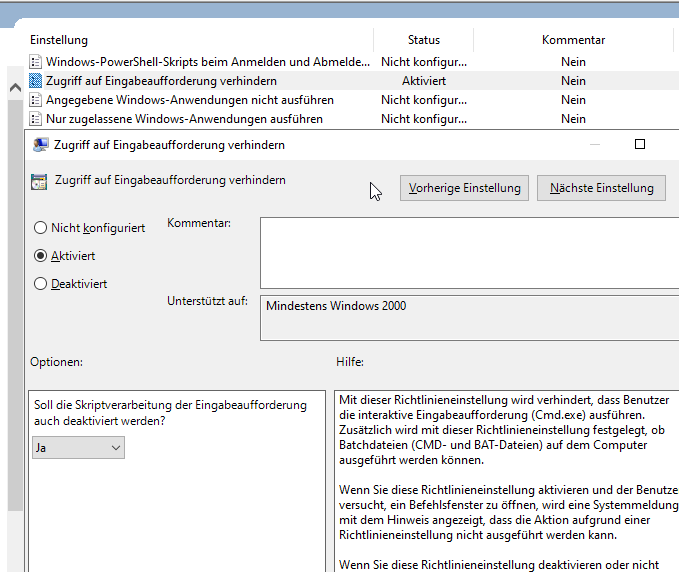 Einstellung Status Kommentar
Windows-PowerShell-Skripts beim Anmelden und Abmelde... Nicht konfigur... Nein
Zugriff auf Eingabeaufforderung verhindern Aktiviert Nein
Angegebene Windows-Anwendungen nicht ausführen Nicht konfigur... Nein
Nur zugelassene Windows-Anwendungen ausführen Nicht konfigur... Nein
Zugriff auf Eingabeaufforderung verhindern
Zugriff auf Eingabeaufforderung verhindern
Vorherige Einstellung Nächste Einstellung
Nicht konfiguriert
Aktiviert
Deaktiviert
Kommentar:
Unterstützt auf:
Mindestens Windows 2000
Optionen:
Hilfe:
Soll die Skriptverarbeitung der Eingabeaufforderung
auch deaktiviert werden?
Ja
Mit dieser Richtlinieneinstellung wird verhindert, dass Benutzer
die interaktive Eingabeaufforderung (Cmd.exe) ausführen.
Zusätzlich wird mit dieser Richtlinieneinstellung festgelegt, ob
Batchdateien (CMD- und BAT-Dateien) auf dem Computer
ausgeführt werden können.
Wenn Sie diese Richtlinieneinstellung aktivieren und der Benutze
versucht, ein Befehlsfenster zu öffnen, wird eine Systemmeldung
mit dem Hinweis angezeigt, dass die Aktion aufgrund einer
Richtlinieneinstellung nicht ausgeführt werden kann.
Wenn Sie diese Richtlinieneinstellung deaktivieren oder nicht